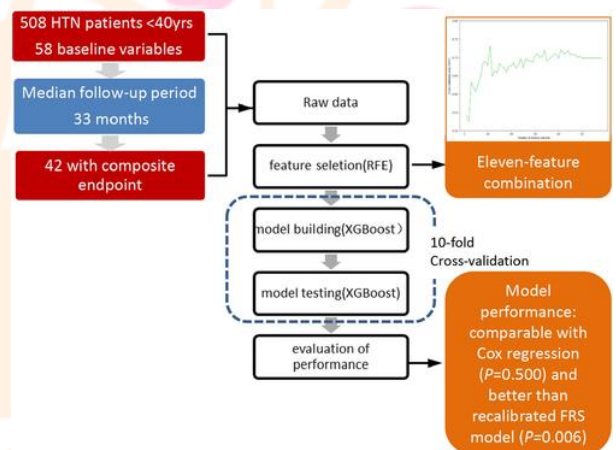 508 HTN patients <40yrs
58 baseline variables
Median follow-up period
33 months
42 with composite
endpoint
Raw data
feature seletion(RFE)
model building(XGBoost）
model testing(XGBoost)
evaluation of
performance
10-fold
Cross-validation
Eleven-feature
combination
Model
performance:
comparable with
Cox regression
(P=0.500) and
better than
recalibrated FRS
model (P=0.006)